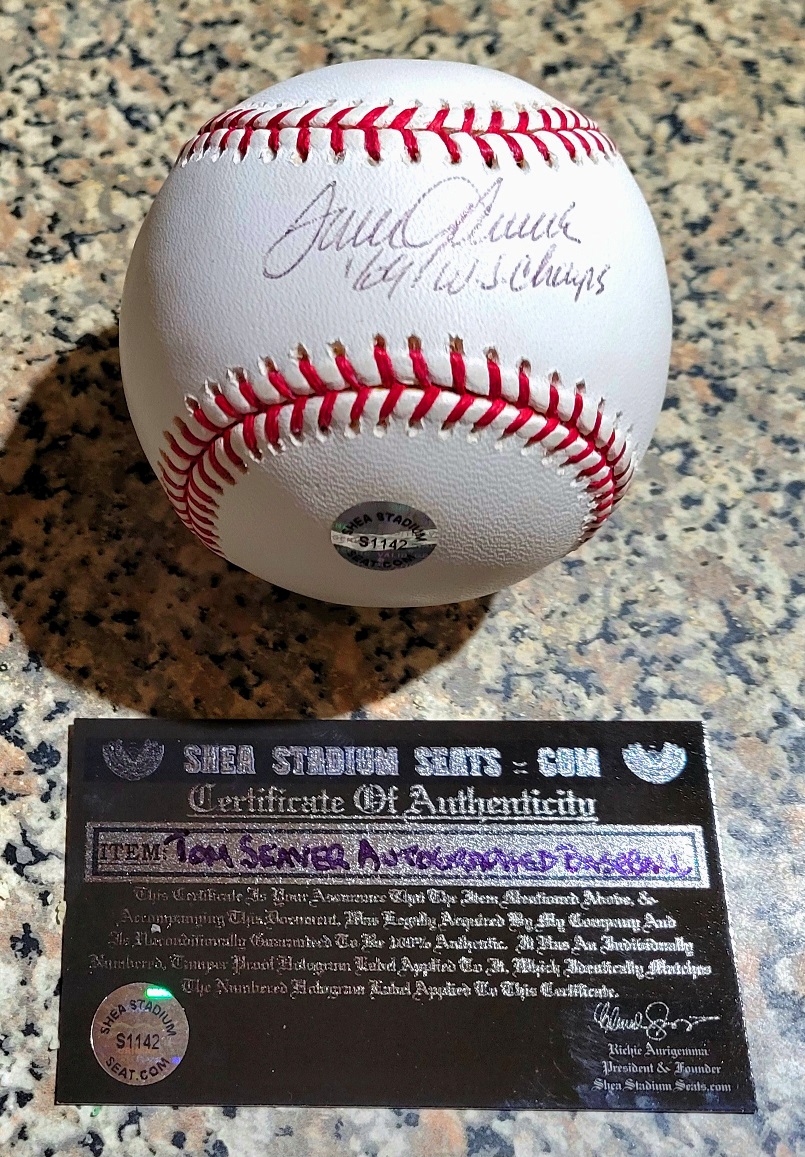 Tom Seaver
'69 W.S. Champs
SHEA STADIUM
S1142
SEAT.COM
SHEA STADIUM SEATS.COM
Certificate Of Authenticity
ITEM: TOM SEAVER AUTOGRAPHED BASEBALL
This Certificate Is Your Assurance That The Item Mentioned Above, &
Accompanying This Document, Was Legally Acquired By My Company And
Is Unconditionally Guaranteed To Be 100% Authentic. It Has An Individually
Numbered, Tamper Proof Hologram Label Applied To It, Which Identically Matches
The Numbered Hologram Label Applied To This Certificate.
SHEA STADIUM
S1142
SEAT.COM
Richie Aurigemma
President & Founder
Shea Stadium Seats.com